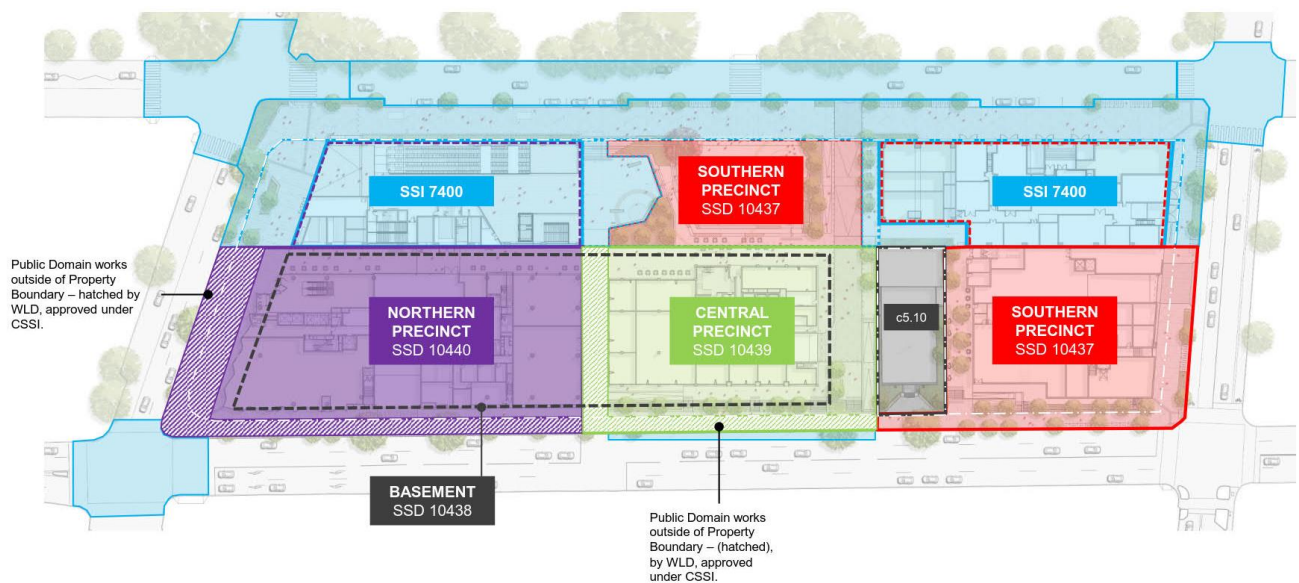 SSI 7400
SOUTHERN
PRECINCT
SSD 10437
SSI 7400
Public Domain works
outside of Property
Boundary – hatched by
WLD, approved under
CSSI.
NORTHERN
PRECINCT
SSD 10440
CENTRAL
PRECINCT
SSD 10439
c5.10
SOUTHERN
PRECINCT
SSD 10437
BASEMENT
SSD 10438
Public Domain works
outside of Property
Boundary – (hatched),
by WLD, approved
under CSSI.